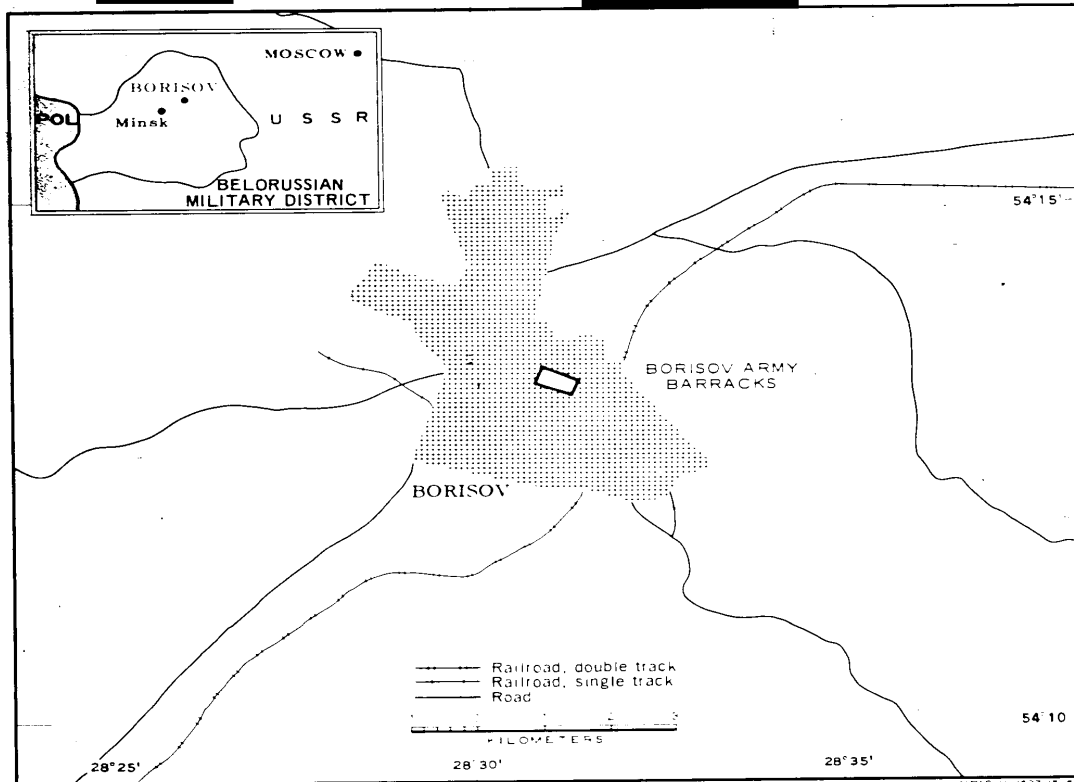 MOSCOW
BORISOV
POL
Minsk
U S S R
BELORUSSIAN
MILITARY DISTRICT
54°15'
BORISOV ARMY
BARRACKS
BORISOV
Railroad, double track
Railroad, single track
Road
KILOMETERS
54°10
28°25'
28°30'
28°35'